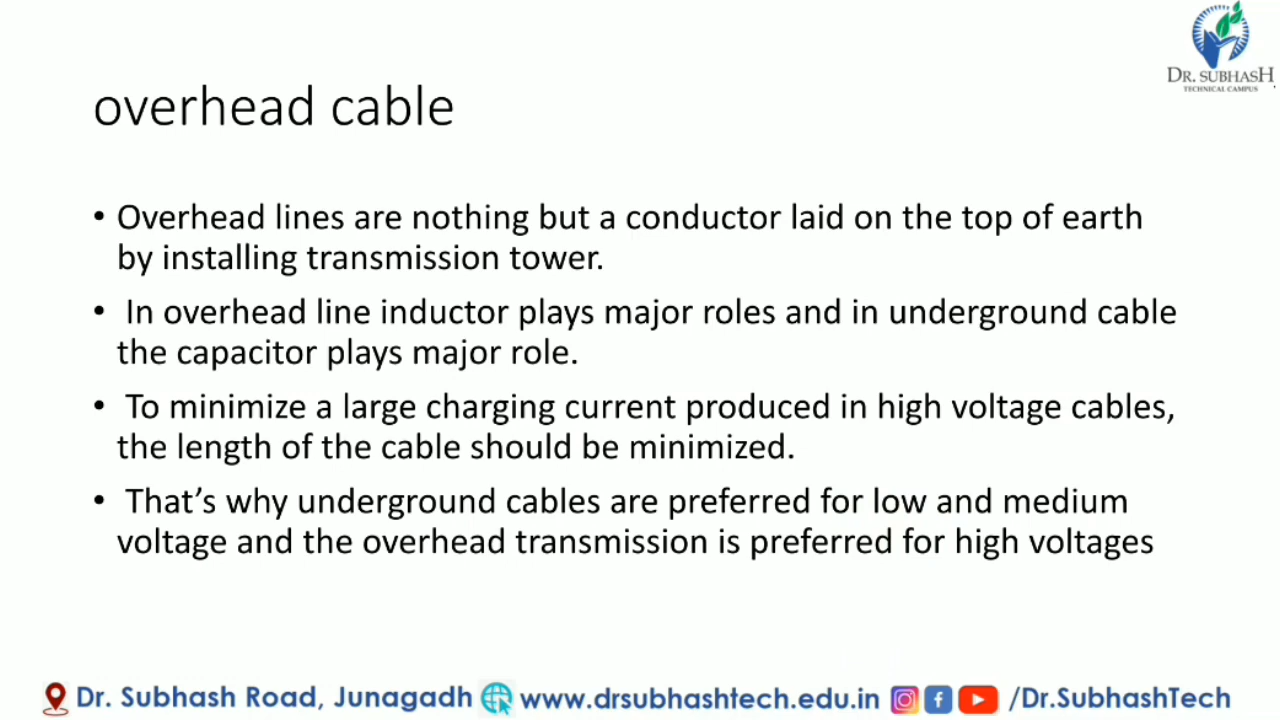 DR. SUBHASH
TECHNICAL CAMPUS
overhead cable
• Overhead lines are nothing but a conductor laid on the top of earth
by installing transmission tower.
• In overhead line inductor plays major roles and in underground cable
the capacitor plays major role.
• To minimize a large charging current produced in high voltage cables,
the length of the cable should be minimized.
• That’s why underground cables are preferred for low and medium
voltage and the overhead transmission is preferred for high voltages
Dr. Subhash Road, Junagadh www.drsubhashtech.edu.in /Dr.SubhashTech